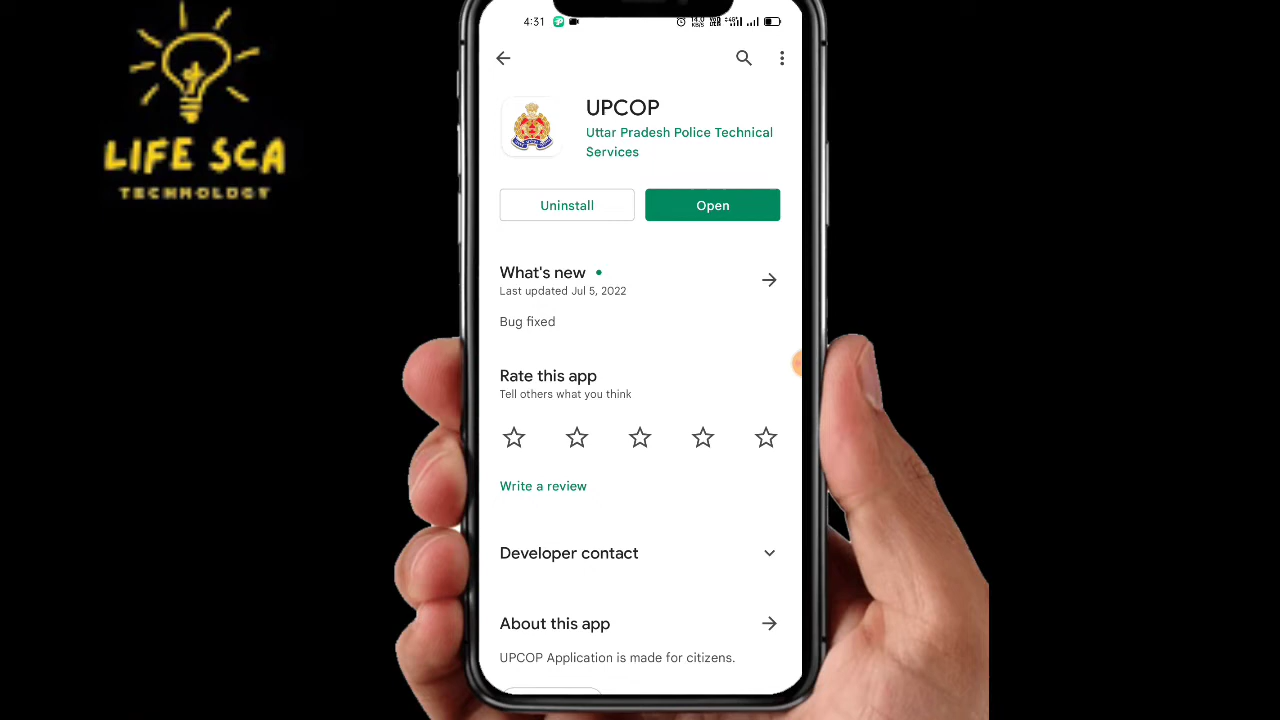 LIFE SCA
TECHNOLOGY
4:31
UPCOP
Uttar Pradesh Police Technical
Services
Uninstall
Open
What's new
Last updated Jul 5, 2022
Bug fixed
Rate this app
Tell others what you think
Write a review
Developer contact
About this app
UPCOP Application is made for citizens.